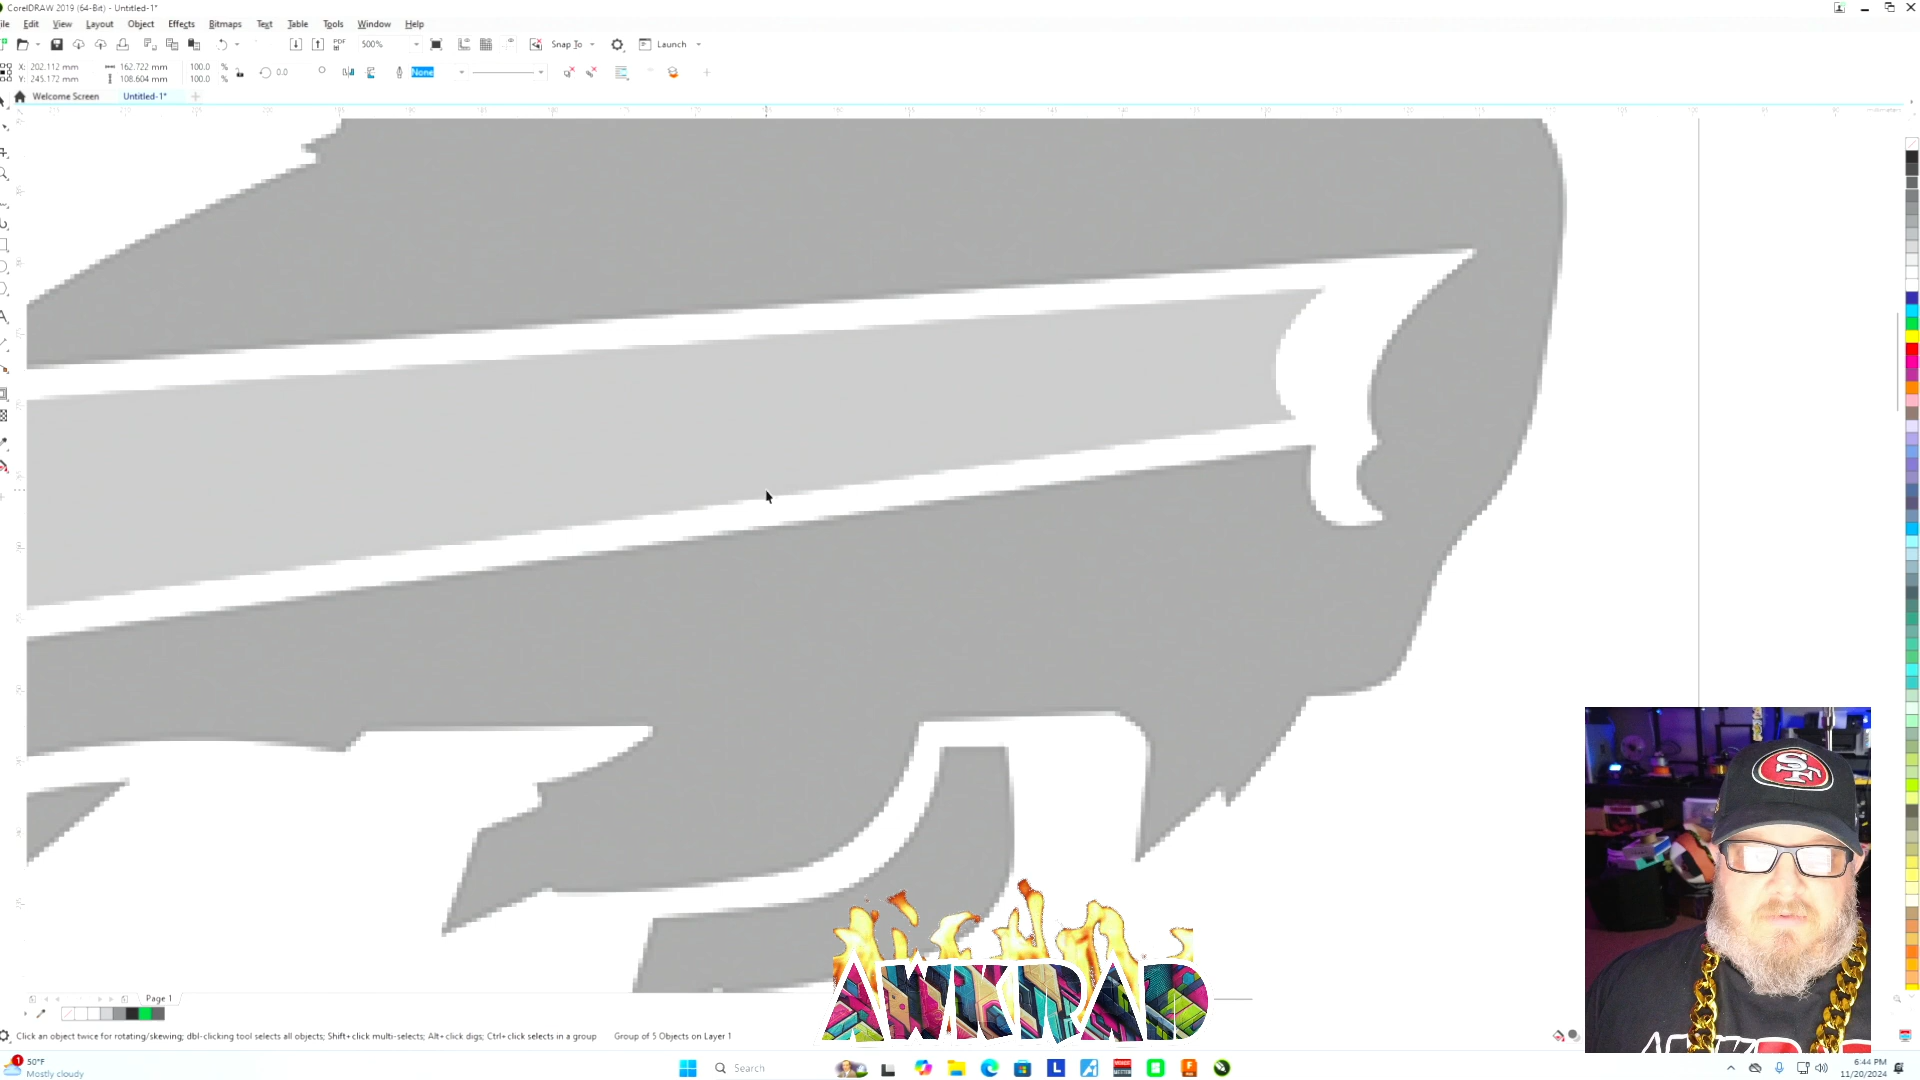 CorelDRAW 2019 (64-Bit) - Untitled-1*
Edit View Layout Object Effects Bitmaps Text Table Tools Window Help
PDF 500% Snap To Launch
X: 202.112 mm 162.722 mm 100.0 %
Y: 245.172 mm 108.604 mm 100.0 % 0.0 None
Welcome Screen Untitled-1*
SF
AWKRAD
Page 1
Click an object twice for rotating/skewing; dbl-clicking tool selects all objects; Shift+click multi-selects; Alt+click digs; Ctrl+click selects in a group Group of 5 Objects on Layer 1
1 50°F
Mostly cloudy
Search
6:44 PM
11/20/2024